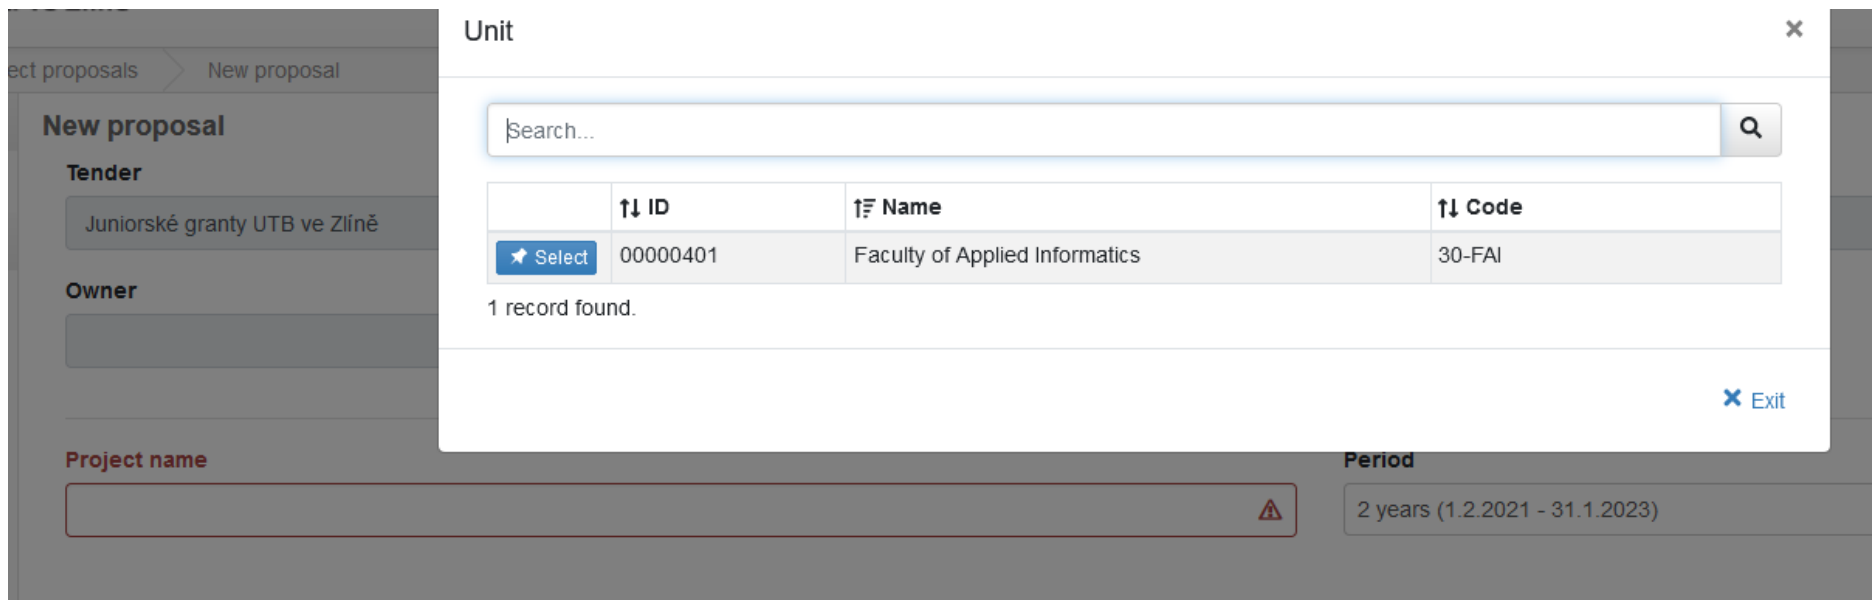 Unit
ect proposals
New proposal
New proposal
Search...
Tender
ID
Name
Code
Juniorské granty UTB ve Zlíně
Select
00000401
Faculty of Applied Informatics
30-FAI
Owner
1 record found.
Exit
Project name
Period
2 years (1.2.2021 - 31.1.2023)